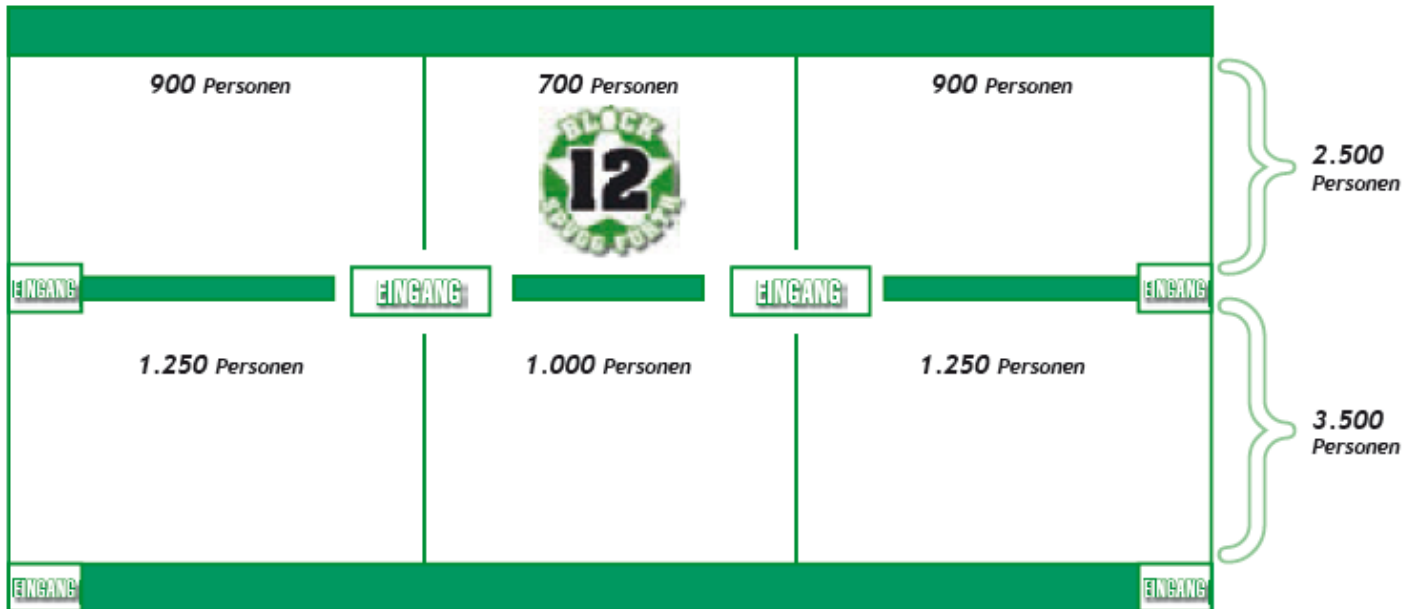 900 Personen
700 Personen
900 Personen
BLOCK
12
SPVGG FÜRTH
2.500
Personen
EINGANG
EINGANG
EINGANG
EINGANG
1.250 Personen
1.000 Personen
1.250 Personen
3.500
Personen
EINGANG
EINGANG